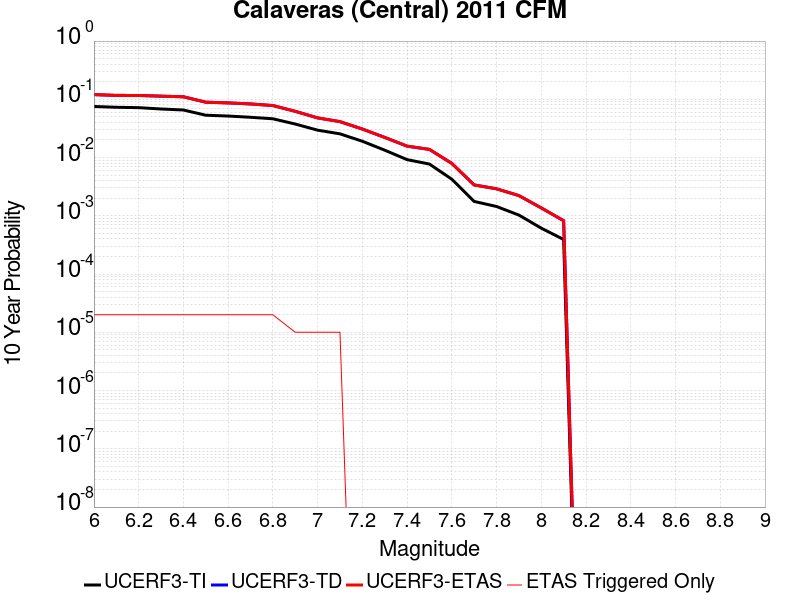 Calaveras (Central) 2011 CFM
10 Year Probability
10^0
10^-1
10^-2
10^-3
10^-4
10^-5
10^-6
10^-7
10^-8
6 6.2 6.4 6.6 6.8 7 7.2 7.4 7.6 7.8 8 8.2 8.4 8.6 8.8 9
Magnitude
UCERF3-TI UCERF3-TD UCERF3-ETAS ETAS Triggered Only